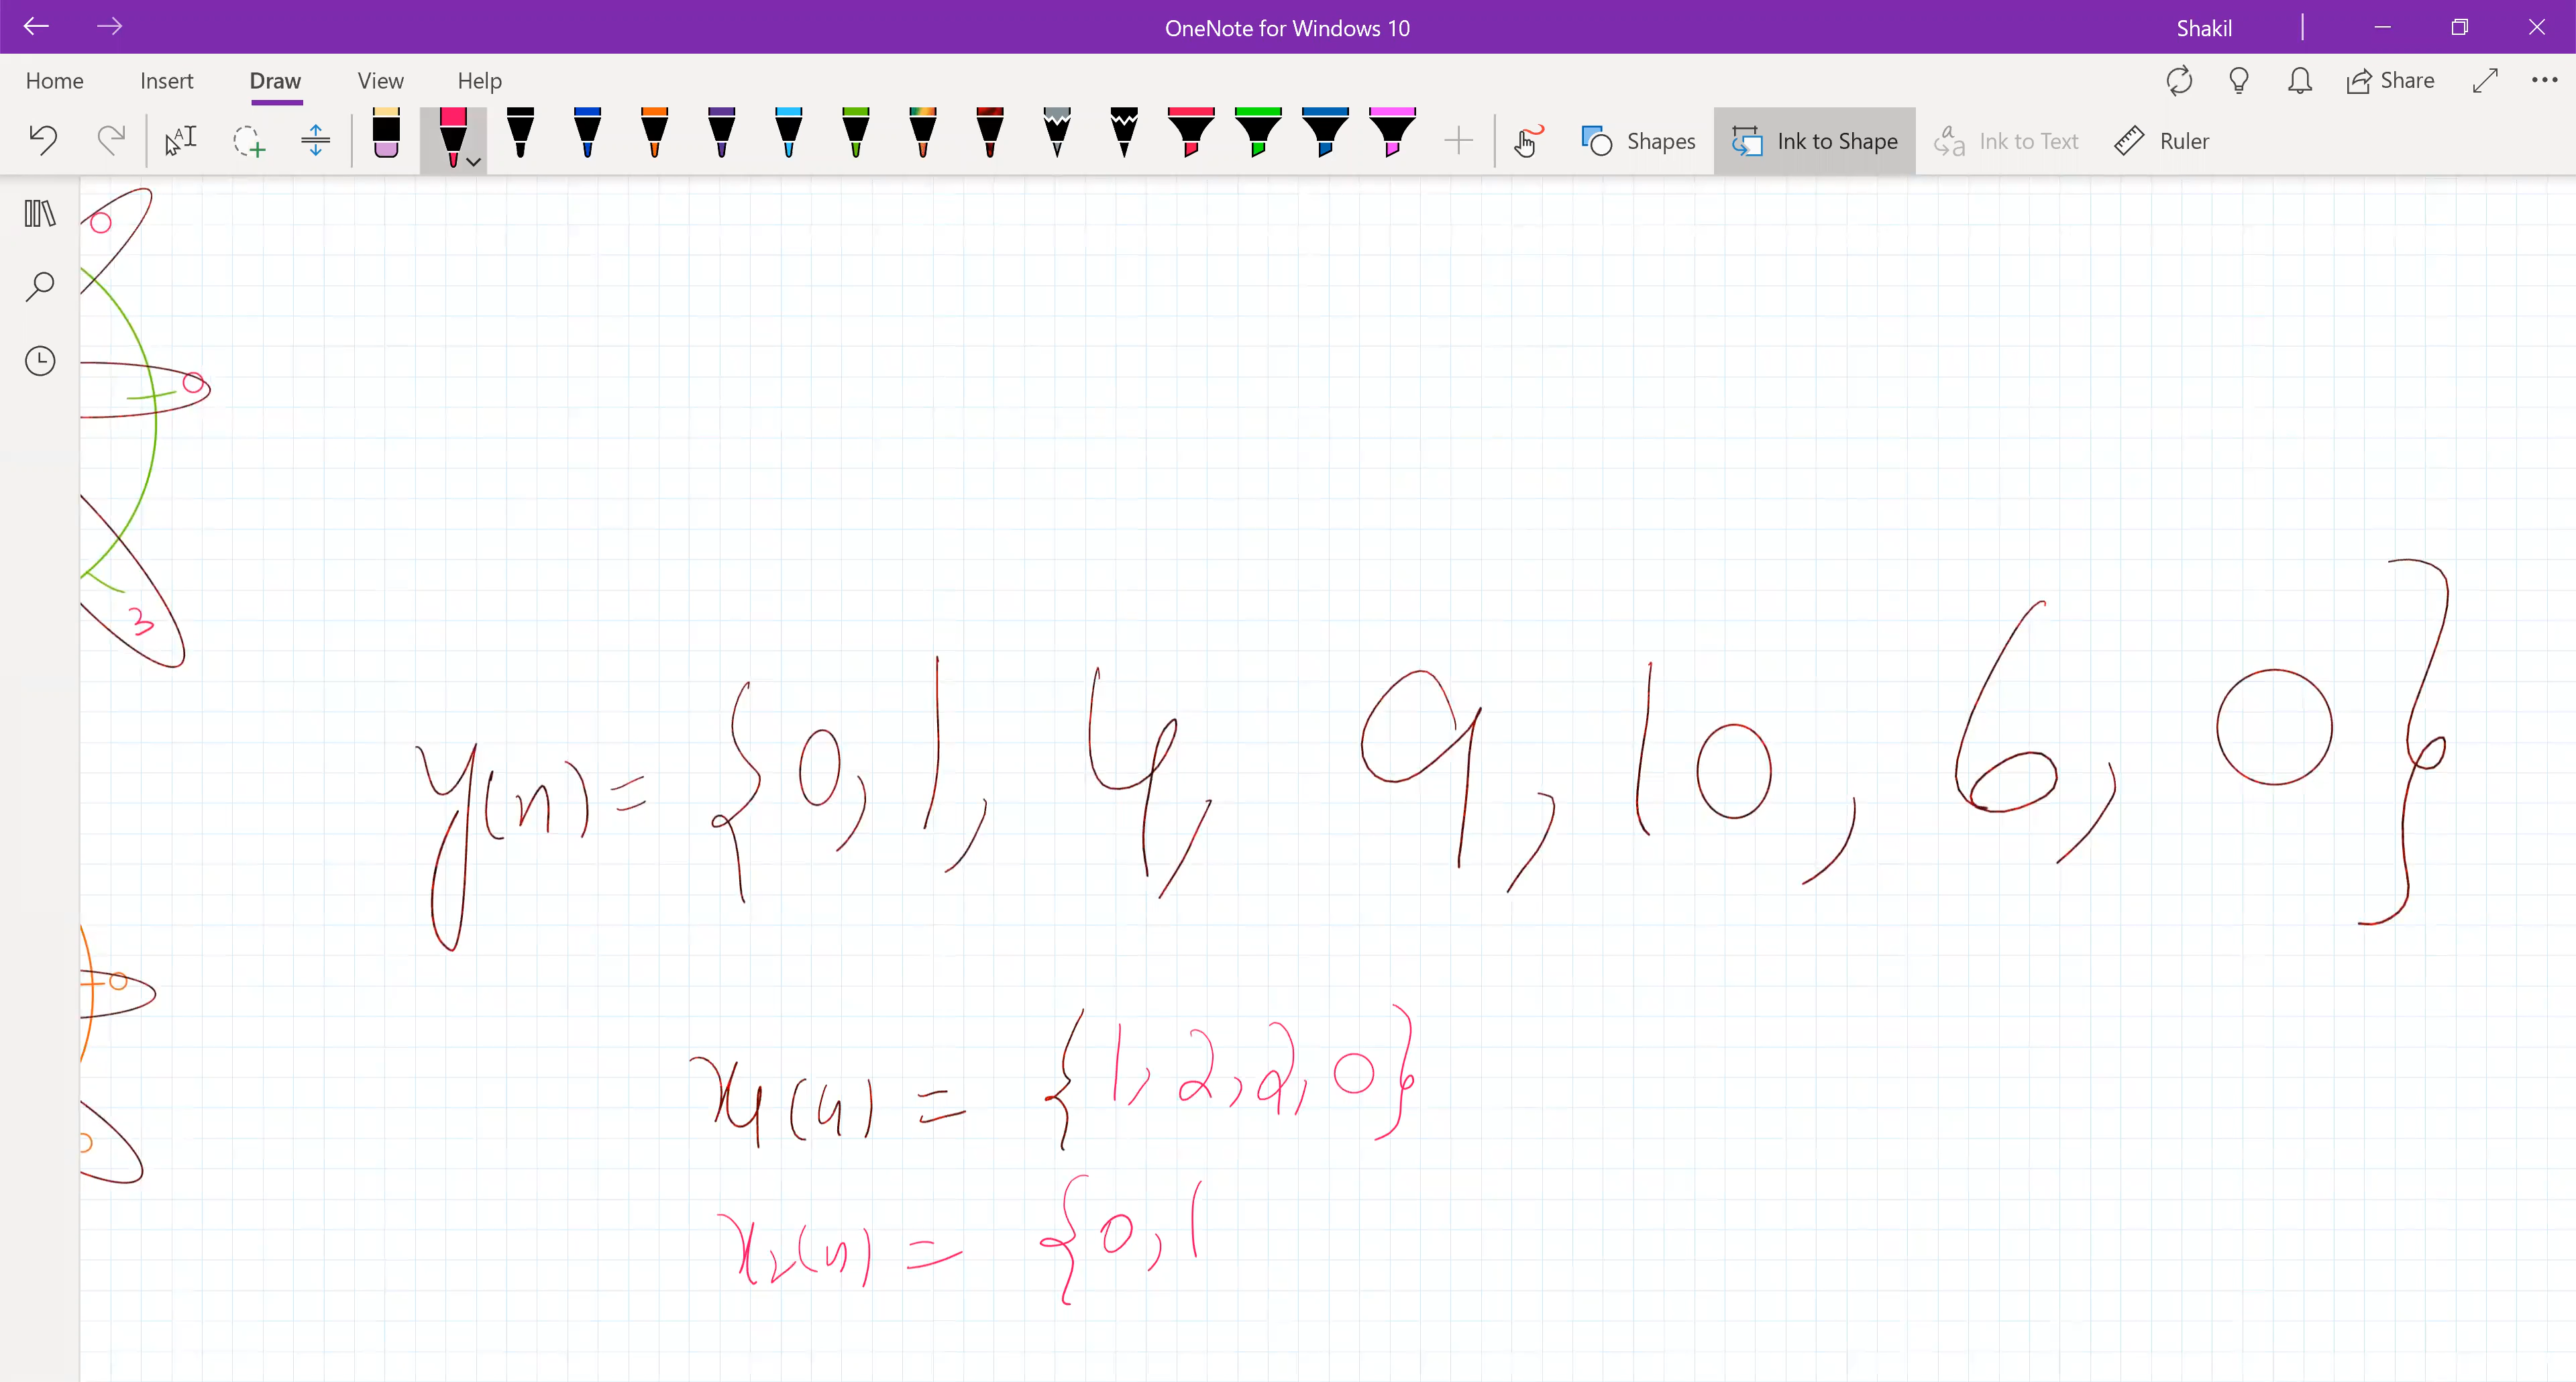 OneNote for Windows 10
Shakil
Home Insert Draw View Help
Share
Shapes Ink to Shape Ink to Text Ruler
3
y(n) = {0, 1, 4, 9, 10, 6, 0}
x1(n) = {1, 2, 2, 0}
x2(n) = {0, 1